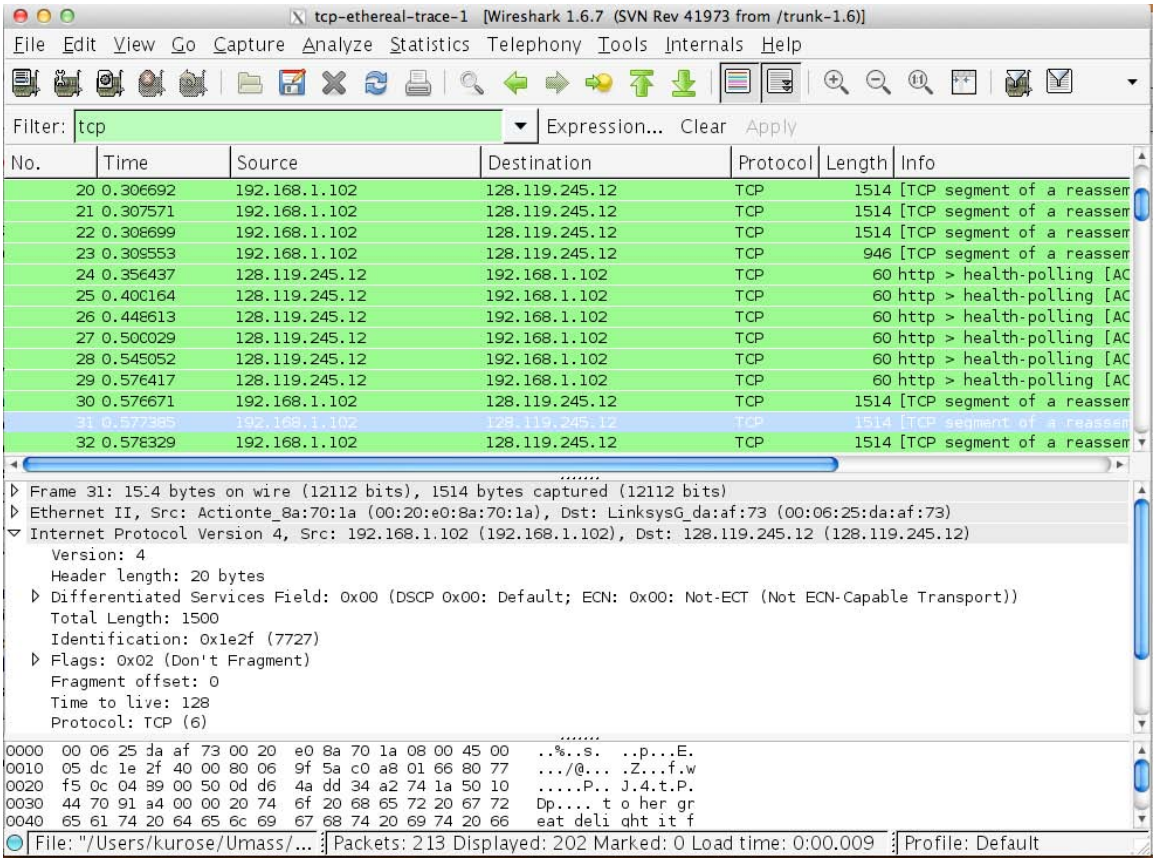 tcp-ethereal-trace-1 [Wireshark 1.6.7 (SVN Rev 41973 from /trunk-1.6)]
File Edit View Go Capture Analyze Statistics Telephony Tools Internals Help
Filter: tcp Expression... Clear Apply
No. Time Source Destination Protocol Length Info
20 0.306692 192.168.1.102 128.119.245.12 TCP 1514 [TCP segment of a reassem
21 0.307571 192.168.1.102 128.119.245.12 TCP 1514 [TCP segment of a reassem
22 0.308699 192.168.1.102 128.119.245.12 TCP 1514 [TCP segment of a reassem
23 0.309553 192.168.1.102 128.119.245.12 TCP 946 [TCP segment of a reassem
24 0.356437 128.119.245.12 192.168.1.102 TCP 60 http > health-polling [AC
25 0.400164 128.119.245.12 192.168.1.102 TCP 60 http > health-polling [AC
26 0.448613 128.119.245.12 192.168.1.102 TCP 60 http > health-polling [AC
27 0.500029 128.119.245.12 192.168.1.102 TCP 60 http > health-polling [AC
28 0.545052 128.119.245.12 192.168.1.102 TCP 60 http > health-polling [AC
29 0.576417 128.119.245.12 192.168.1.102 TCP 60 http > health-polling [AC
30 0.576671 192.168.1.102 128.119.245.12 TCP 1514 [TCP segment of a reassem
31 0.577385 192.168.1.102 128.119.245.12 TCP 1514 [TCP segment of a reassem
32 0.578329 192.168.1.102 128.119.245.12 TCP 1514 [TCP segment of a reassem
Frame 31: 1514 bytes on wire (12112 bits), 1514 bytes captured (12112 bits)
Ethernet II, Src: Actionte_8a:70:1a (00:20:e0:8a:70:1a), Dst: LinksysG_da:af:73 (00:06:25:da:af:73)
Internet Protocol Version 4, Src: 192.168.1.102 (192.168.1.102), Dst: 128.119.245.12 (128.119.245.12)
Version: 4
Header length: 20 bytes
Differentiated Services Field: 0x00 (DSCP 0x00: Default; ECN: 0x00: Not-ECT (Not ECN-Capable Transport))
Total Length: 1500
Identification: 0x1e2f (7727)
Flags: 0x02 (Don't Fragment)
Fragment offset: 0
Time to live: 128
Protocol: TCP (6)
0000 00 06 25 da af 73 00 20 e0 8a 70 1a 08 00 45 00 ..%..s. ..p...E.
0010 05 dc 1e 2f 40 00 80 06 9f 5a c0 a8 01 66 80 77 .../@... .Z...f.w
0020 f5 0c 04 89 00 50 0d d6 4a dd 34 a2 74 1a 50 10 .....P.. J.4.t.P.
0030 44 70 91 a4 00 00 20 74 6f 20 68 65 72 20 67 72 Dp.... t o her gr
0040 65 61 74 20 64 65 6c 69 67 68 74 20 69 74 20 66 eat deli ght it f
File: "/Users/kurose/Umass/... Packets: 213 Displayed: 202 Marked: 0 Load time: 0:00.009 Profile: Default